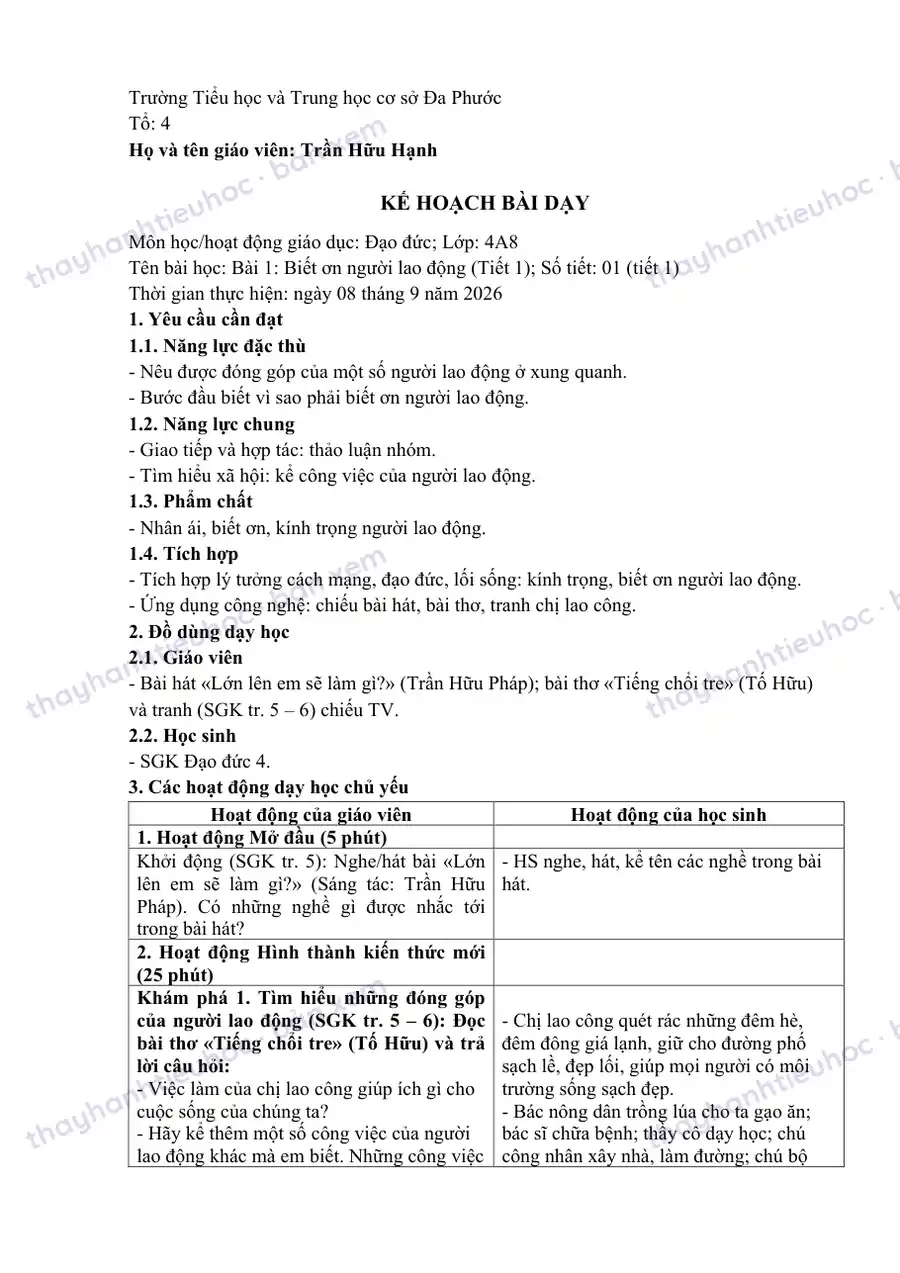 Trường Tiểu học và Trung học cơ sở Đa Phước
Tổ: 4
Họ và tên giáo viên: Trần Hữu Hạnh
KẾ HOẠCH BÀI DẠY
Môn học/hoạt động giáo dục: Đạo đức; Lớp: 4A8
Tên bài học: Bài 1: Biết ơn người lao động (Tiết 1); Số tiết: 01 (tiết 1)
Thời gian thực hiện: ngày 08 tháng 9 năm 2026
1. Yêu cầu cần đạt
1.1. Năng lực đặc thù
- Nêu được đóng góp của một số người lao động ở xung quanh.
- Bước đầu biết vì sao phải biết ơn người lao động.
1.2. Năng lực chung
- Giao tiếp và hợp tác: thảo luận nhóm.
- Tìm hiểu xã hội: kể công việc của người lao động.
1.3. Phẩm chất
- Nhân ái, biết ơn, kính trọng người lao động.
1.4. Tích hợp
- Tích hợp lý tưởng cách mạng, đạo đức, lối sống: kính trọng, biết ơn người lao động.
- Ứng dụng công nghệ: chiếu bài hát, bài thơ, tranh chị lao công.
2. Đồ dùng dạy học
2.1. Giáo viên
- Bài hát «Lớn lên em sẽ làm gì?» (Trần Hữu Pháp); bài thơ «Tiếng chổi tre» (Tố Hữu)
và tranh (SGK tr. 5 – 6) chiếu TV.
2.2. Học sinh
- SGK Đạo đức 4.
3. Các hoạt động dạy học chủ yếu
Hoạt động của giáo viên
Hoạt động của học sinh
1. Hoạt động Mở đầu (5 phút)
Khởi động (SGK tr. 5): Nghe/hát bài «Lớn
lên em sẽ làm gì?» (Sáng tác: Trần Hữu
Pháp). Có những nghề gì được nhắc tới
trong bài hát?
- HS nghe, hát, kể tên các nghề trong bài
hát.
2. Hoạt động Hình thành kiến thức mới
(25 phút)
Khám phá 1. Tìm hiểu những đóng góp
của người lao động (SGK tr. 5 – 6): Đọc
bài thơ «Tiếng chổi tre» (Tố Hữu) và trả
lời câu hỏi:
- Việc làm của chị lao công giúp ích gì cho
cuộc sống của chúng ta?
- Hãy kể thêm một số công việc của người
lao động khác mà em biết. Những công việc
- Chị lao công quét rác những đêm hè,
đêm đông giá lạnh, giữ cho đường phố
sạch lề, đẹp lối, giúp mọi người có môi
trường sống sạch đẹp.
- Bác nông dân trồng lúa cho ta gạo ăn;
bác sĩ chữa bệnh; thầy cô dạy học; chú
công nhân xây nhà, làm đường; chú bộ
thayhanhtieuhoc · bản xem
thayhanhtieuhoc · b
thayhanhtieuhoc · bản xem
thayhanhtieuhoc · b
thayhanhtieuhoc · bản xem
thayhanhtieuhoc · b